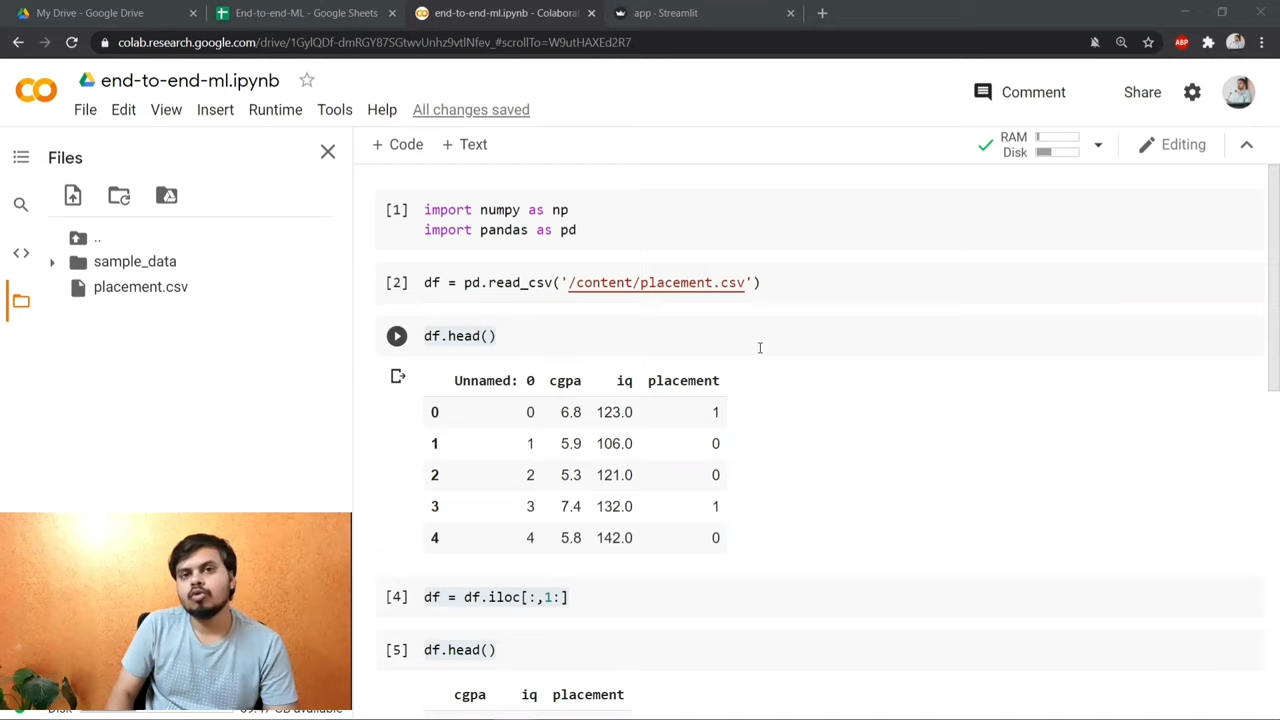 My Drive - Google Drive
End-to-end-ML - Google Sheets
end-to-end-ml.ipynb - Colabora
app · Streamlit
colab.research.google.com/drive/1GylQDf-dmRGY87SGtwvUnhz9vtlNfev_#scrollTo=W9utHAXEd2R7
ABP
end-to-end-ml.ipynb
Comment
Share
File Edit View Insert Runtime Tools Help All changes saved
Files
+ Code + Text
RAM
Disk
Editing
..
sample_data
placement.csv
[1] import numpy as np
import pandas as pd
[2] df = pd.read_csv('/content/placement.csv')
df.head()
Unnamed: 0 cgpa iq placement
0 0 6.8 123.0 1
1 1 5.9 106.0 0
2 2 5.3 121.0 0
3 3 7.4 132.0 1
4 4 5.8 142.0 0
[4] df = df.iloc[:,1:]
[5] df.head()
cgpa iq placement